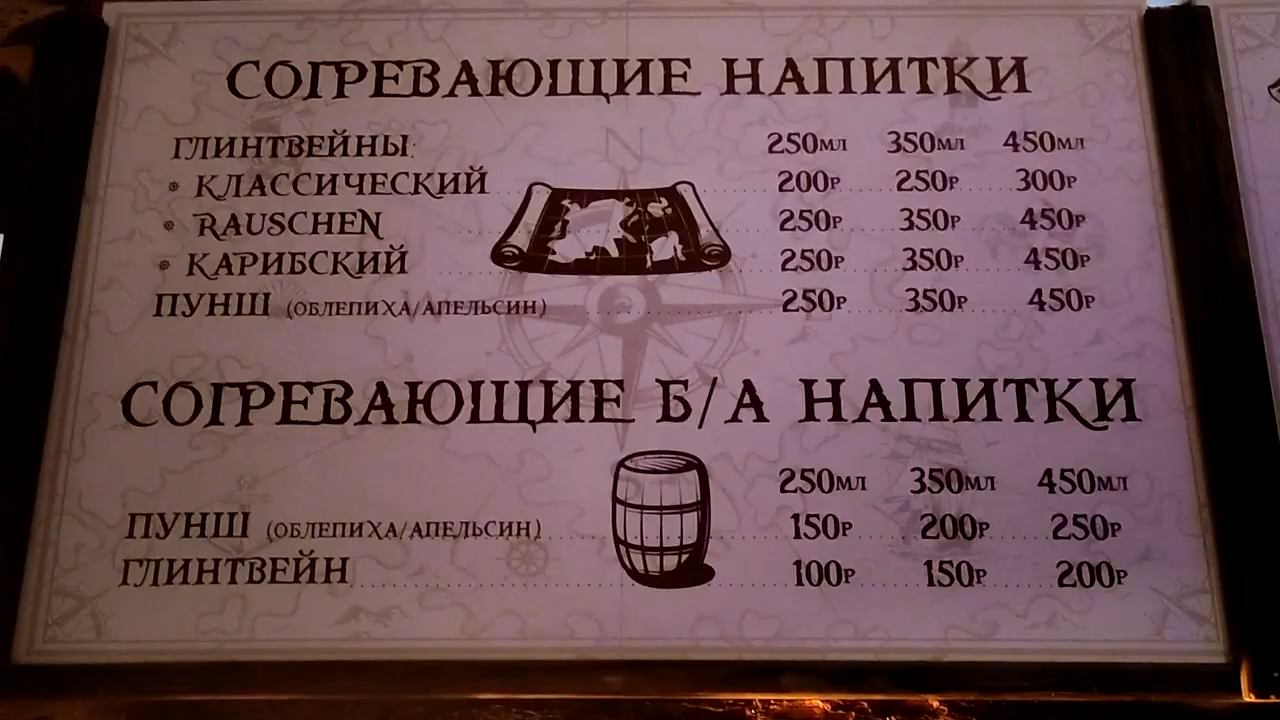 СОГРЕВАЮЩИЕ НАПИТКИ
ГЛИНТВЕЙНЫ: 250МЛ 350МЛ 450МЛ
КЛАССИЧЕСКИЙ 200Р 250Р 300Р
RAUSCHEN 250Р 350Р 450Р
КАРИБСКИЙ 250Р 350Р 450Р
ПУНШ (ОБЛЕПИХА/АПЕЛЬСИН) 250Р 350Р 450Р
СОГРЕВАЮЩИЕ Б/А НАПИТКИ
250МЛ 350МЛ 450МЛ
ПУНШ (ОБЛЕПИХА/АПЕЛЬСИН) 150Р 200Р 250Р
ГЛИНТВЕЙН 100Р 150Р 200Р
N
W